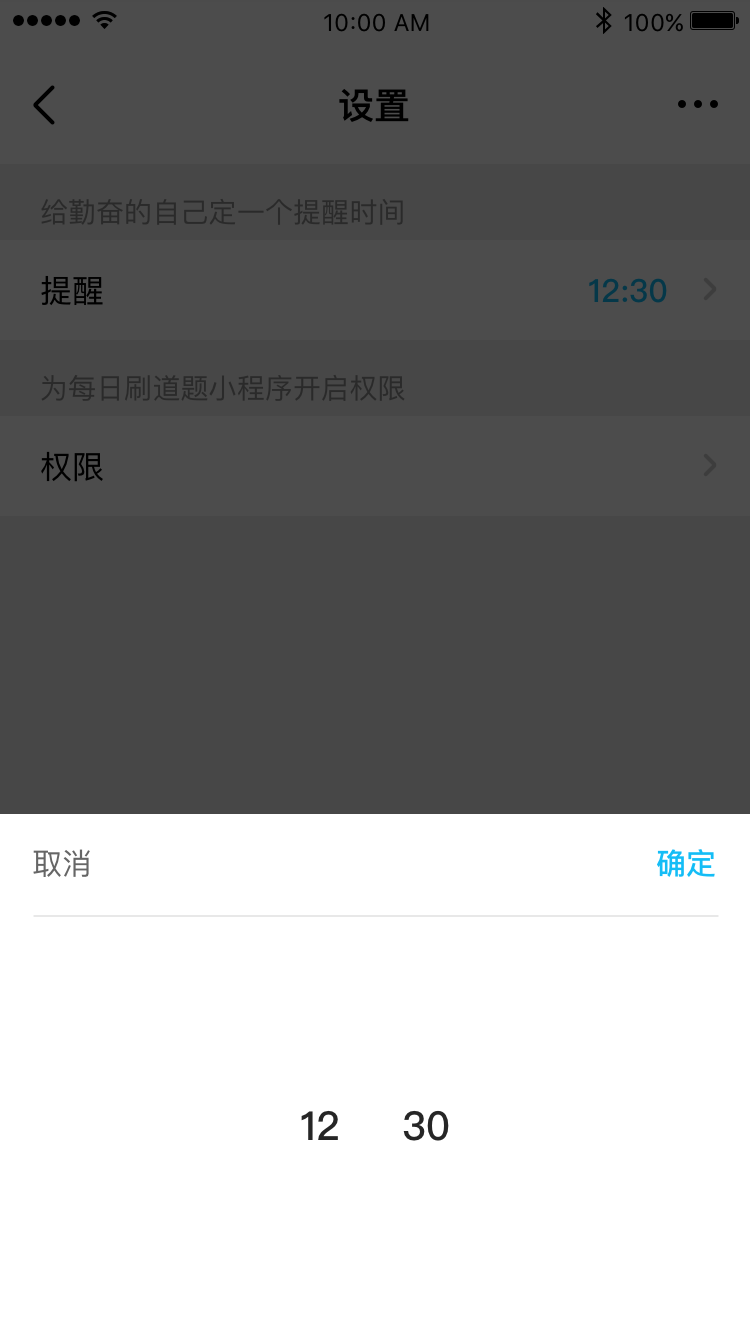 10:00 AM 100%
设置
给勤奋的自己定一个提醒时间
提醒 12:30
为每日刷道题小程序开启权限
权限
取消 确定
12 30